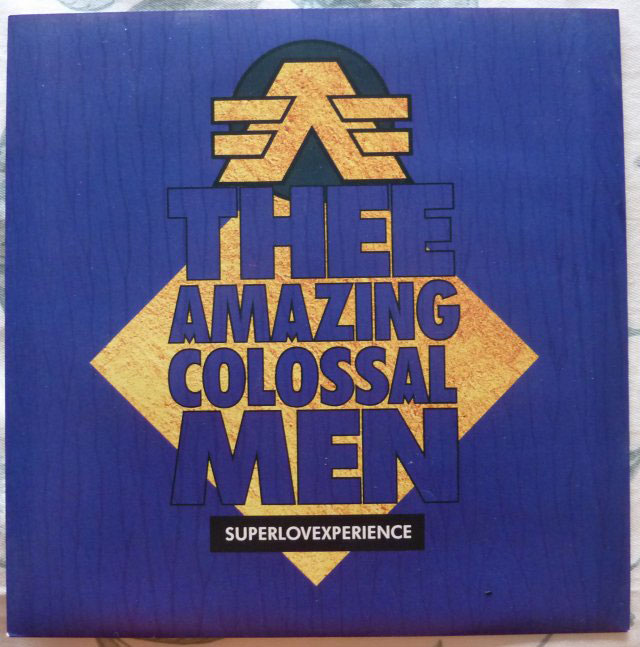 THEE
AMAZING
COLOSSAL
MEN
SUPERLOVEXPERIENCE